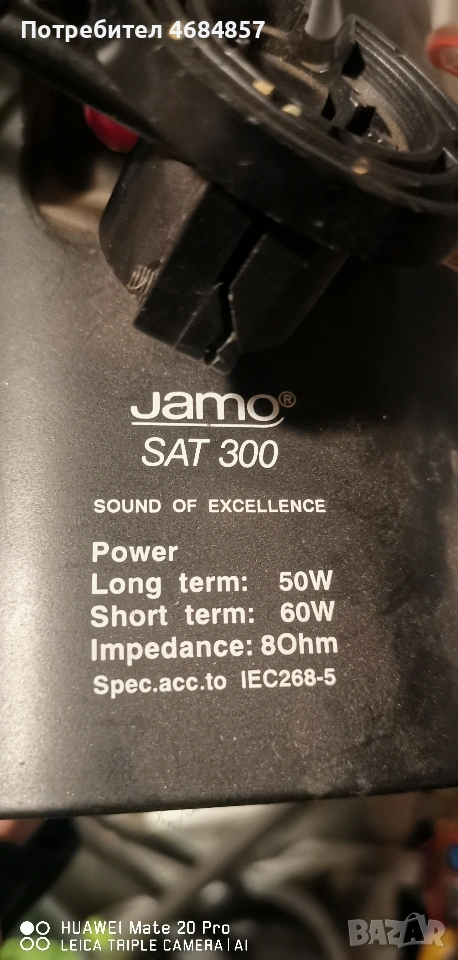 Потребител 4684857
Jamo®
SAT 300
SOUND OF EXCELLENCE
Power
Long term: 50W
Short term: 60W
Impedance: 8Ohm
Spec.acc.to IEC268-5
HUAWEI Mate 20 Pro
LEICA TRIPLE CAMERA | AI
BAZAR